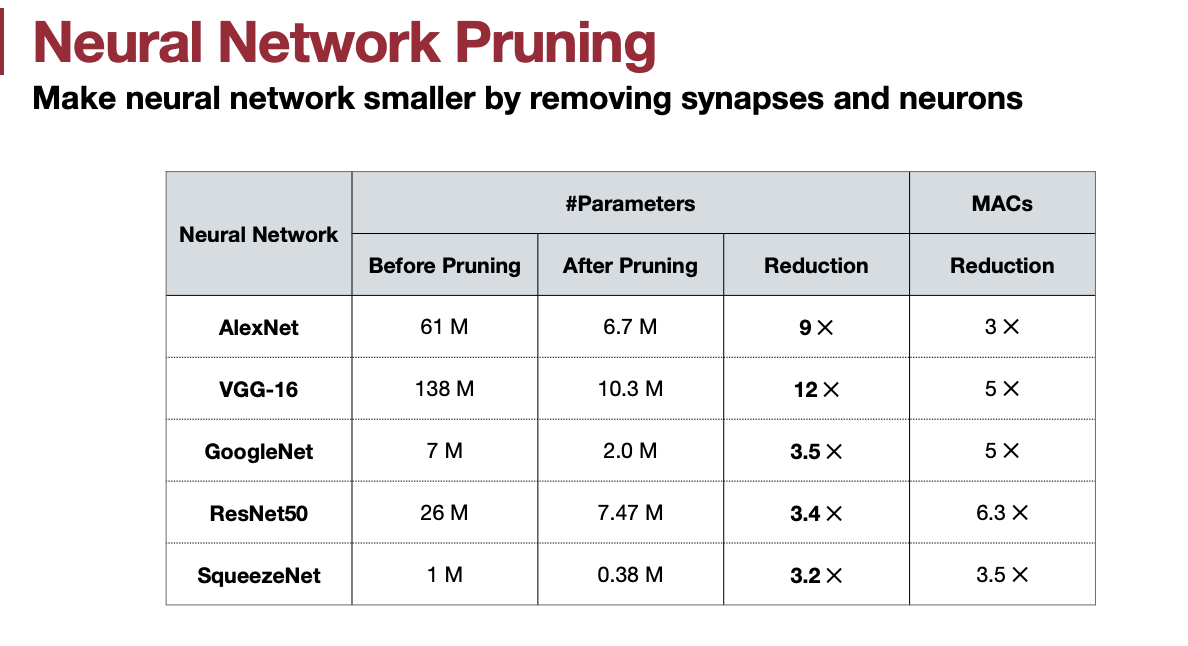 Neural Network Pruning
Make neural network smaller by removing synapses and neurons
Neural Network #Parameters MACs
Before Pruning After Pruning Reduction Reduction
AlexNet 61 M 6.7 M 9 × 3 ×
VGG-16 138 M 10.3 M 12 × 5 ×
GoogleNet 7 M 2.0 M 3.5 × 5 ×
ResNet50 26 M 7.47 M 3.4 × 6.3 ×
SqueezeNet 1 M 0.38 M 3.2 × 3.5 ×